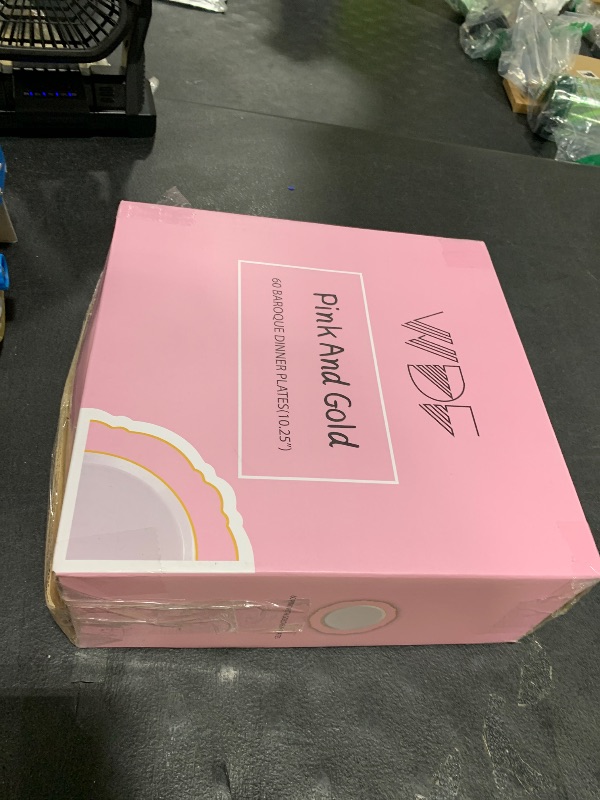 WDF
Pink And Gold
60 BAROQUE DINNER PLATES(10.25")